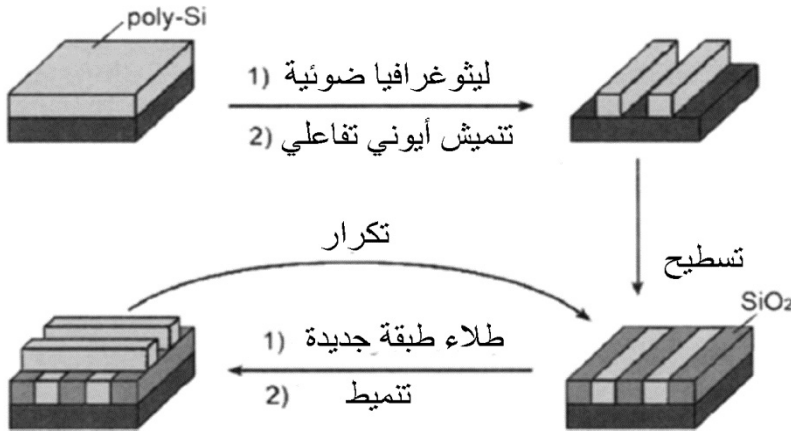 poly-Si
1) ليثوغرافيا ضوئية
2) تنميش أيوني تفاعلي
تسطيح
SiO₂
تكرار
1) طلاء طبقة جديدة
2) تنميط